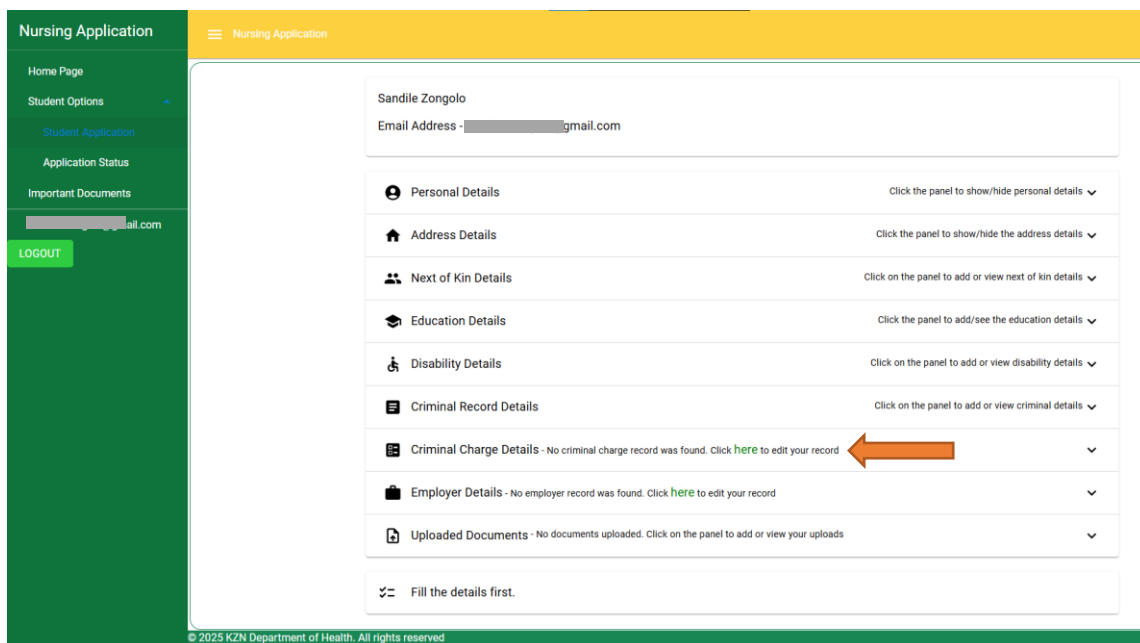 Nursing Application
Nursing Application
Home Page
Student Options
Student Application
Application Status
Important Documents
ail.com
LOGOUT
Sandile Zongolo
Email Address - gmail.com
Personal Details Click the panel to show/hide personal details
Address Details Click the panel to show/hide the address details
Next of Kin Details Click on the panel to add or view next of kin details
Education Details Click the panel to add/see the education details
Disability Details Click on the panel to add or view disability details
Criminal Record Details Click on the panel to add or view criminal details
Criminal Charge Details - No criminal charge record was found. Click here to edit your record
Employer Details - No employer record was found. Click here to edit your record
Uploaded Documents - No documents uploaded. Click on the panel to add or view your uploads
Fill the details first.
© 2025 KZN Department of Health. All rights reserved